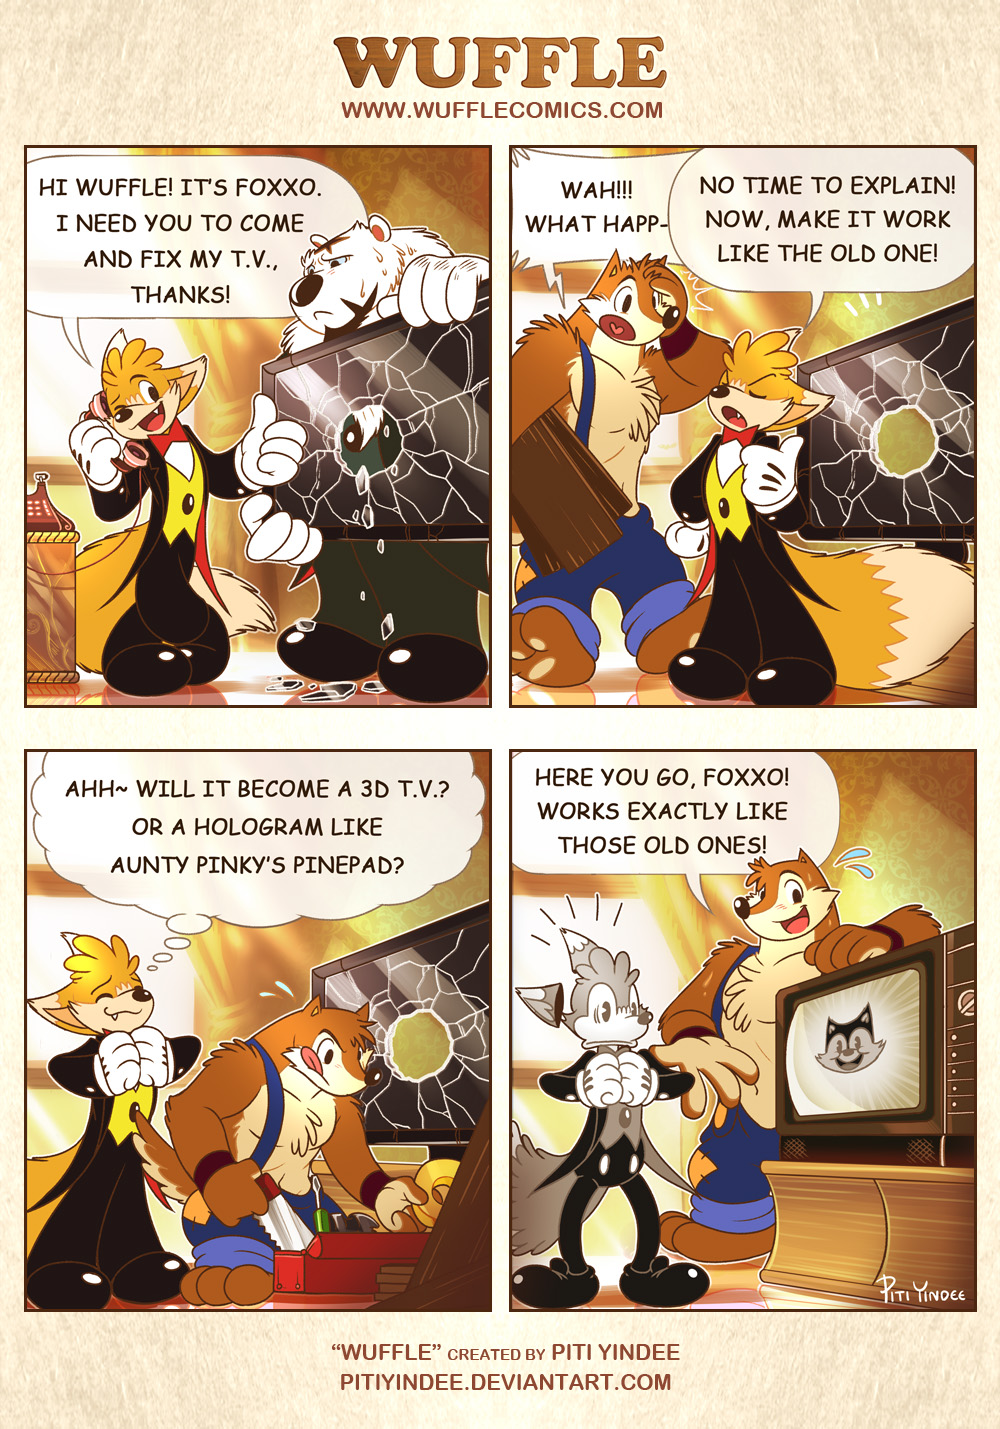 WUFFLE
WWW.WUFFLECOMICS.COM
HI WUFFLE! IT'S FOXXO.
I NEED YOU TO COME
AND FIX MY T.V.,
THANKS!
WAH!!!
WHAT HAPP-
NO TIME TO EXPLAIN!
NOW, MAKE IT WORK
LIKE THE OLD ONE!
AHH~ WILL IT BECOME A 3D T.V.?
OR A HOLOGRAM LIKE
AUNTY PINKY'S PINEPAD?
HERE YOU GO, FOXXO!
WORKS EXACTLY LIKE
THOSE OLD ONES!
PITI YINDEE
"WUFFLE" CREATED BY PITI YINDEE
PITIYINDEE.DEVIANTART.COM